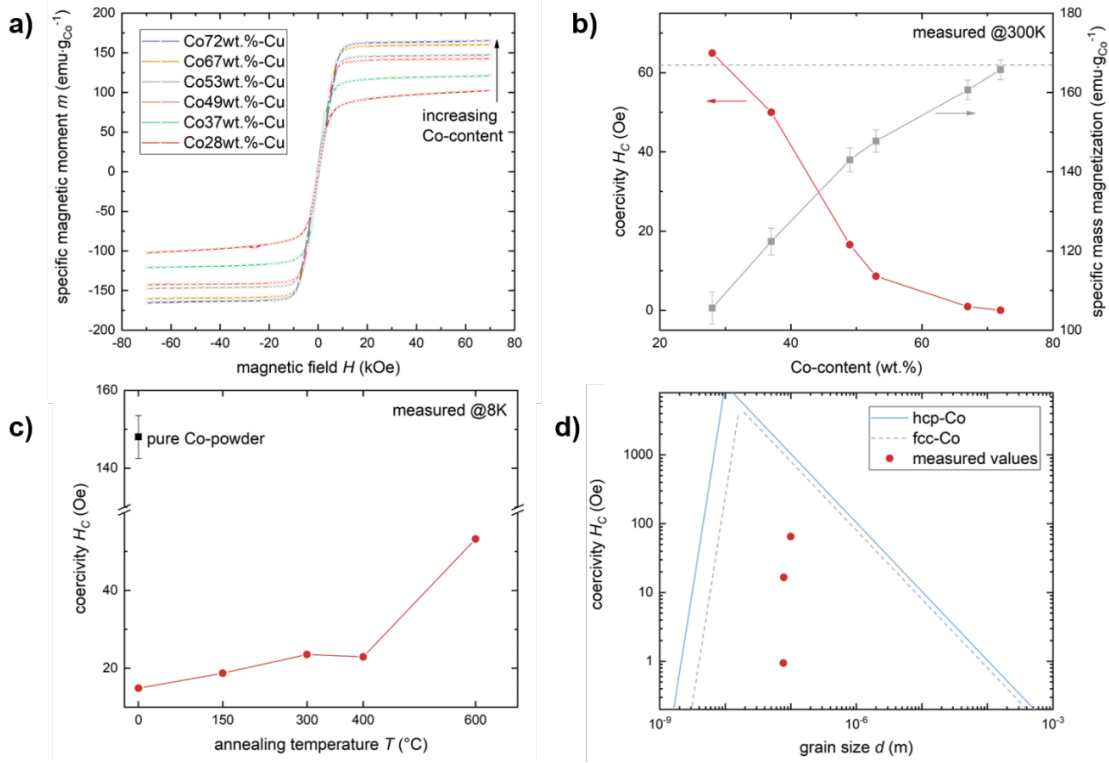 a)
specific magnetic moment m (emu·g_Co⁻¹)
200
150
100
50
0
-50
-100
-150
-200
Co72wt.%-Cu
Co67wt.%-Cu
Co53wt.%-Cu
Co49wt.%-Cu
Co37wt.%-Cu
Co28wt.%-Cu
increasing
Co-content
-80 -60 -40 -20 0 20 40 60 80
magnetic field H (kOe)
b)
coercivity H_C (Oe)
60
40
20
0
measured @300K
180
160
140
120
100
specific mass magnetization (emu·g_Co⁻¹)
20 40 60 80
Co-content (wt.%)
c)
coercivity H_C (Oe)
160
140
40
20
measured @8K
pure Co-powder
0 150 300 400 600
annealing temperature T (°C)
d)
coercivity H_C (Oe)
1000
100
10
1
hcp-Co
fcc-Co
measured values
10⁻⁹ 10⁻⁶ 10⁻³
grain size d (m)